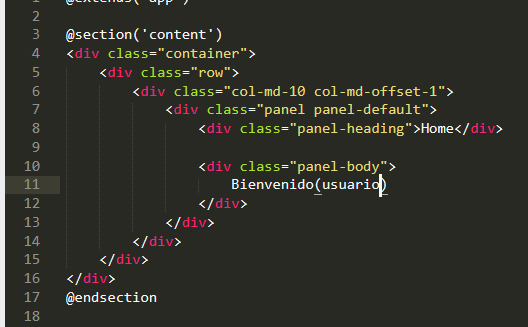 @extends('app')
2
3 @section('content')
4 <div class="container">
5 <div class="row">
6 <div class="col-md-10 col-md-offset-1">
7 <div class="panel panel-default">
8 <div class="panel-heading">Home</div>
9
10 <div class="panel-body">
11 Bienvenido(usuario)
12 </div>
13 </div>
14 </div>
15 </div>
16 </div>
17 @endsection
18